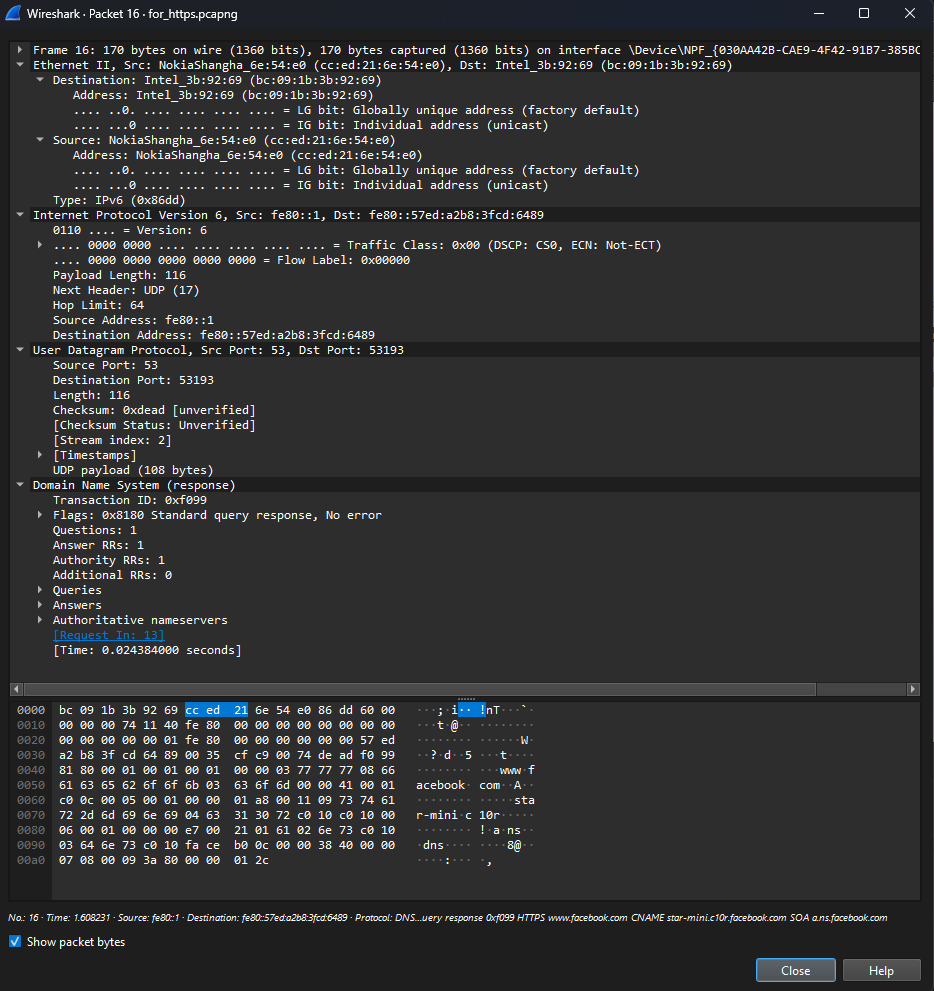 Wireshark · Packet 16 · for_https.pcapng
Frame 16: 170 bytes on wire (1360 bits), 170 bytes captured (1360 bits) on interface \Device\NPF_{030AA42B-CAE9-4F42-91B7-385BC
Ethernet II, Src: NokiaShangha_6e:54:e0 (cc:ed:21:6e:54:e0), Dst: Intel_3b:92:69 (bc:09:1b:3b:92:69)
Destination: Intel_3b:92:69 (bc:09:1b:3b:92:69)
Address: Intel_3b:92:69 (bc:09:1b:3b:92:69)
.... ..0. .... .... .... .... = LG bit: Globally unique address (factory default)
.... ...0 .... .... .... .... = IG bit: Individual address (unicast)
Source: NokiaShangha_6e:54:e0 (cc:ed:21:6e:54:e0)
Address: NokiaShangha_6e:54:e0 (cc:ed:21:6e:54:e0)
.... ..0. .... .... .... .... = LG bit: Globally unique address (factory default)
.... ...0 .... .... .... .... = IG bit: Individual address (unicast)
Type: IPv6 (0x86dd)
Internet Protocol Version 6, Src: fe80::1, Dst: fe80::57ed:a2b8:3fcd:6489
0110 .... = Version: 6
.... 0000 0000 .... .... .... .... .... = Traffic Class: 0x00 (DSCP: CS0, ECN: Not-ECT)
.... 0000 0000 0000 0000 0000 = Flow Label: 0x00000
Payload Length: 116
Next Header: UDP (17)
Hop Limit: 64
Source Address: fe80::1
Destination Address: fe80::57ed:a2b8:3fcd:6489
User Datagram Protocol, Src Port: 53, Dst Port: 53193
Source Port: 53
Destination Port: 53193
Length: 116
Checksum: 0xdead [unverified]
[Checksum Status: Unverified]
[Stream index: 2]
[Timestamps]
UDP payload (108 bytes)
Domain Name System (response)
Transaction ID: 0xf099
Flags: 0x8180 Standard query response, No error
Questions: 1
Answer RRs: 1
Authority RRs: 1
Additional RRs: 0
Queries
Answers
Authoritative nameservers
[Request In: 13]
[Time: 0.024384000 seconds]
0000 bc 09 1b 3b 92 69 cc ed 21 6e 54 e0 86 dd 60 00 ···;·i··!nT···`·
0010 00 00 00 74 11 40 fe 80 00 00 00 00 00 00 00 00 ···t·@··········
0020 00 00 00 00 00 01 fe 80 00 00 00 00 00 00 57 ed ··············W·
0030 a2 b8 3f cd 64 89 00 35 cf c9 00 74 de ad f0 99 ··?·d··5···t····
0040 81 80 00 01 00 01 00 01 00 00 03 77 77 77 08 66 ···········www·f
0050 61 63 65 62 6f 6f 6b 03 63 6f 6d 00 00 41 00 01 acebook·com··A··
0060 c0 0c 00 05 00 01 00 00 01 a8 00 11 09 73 74 61 ·············sta
0070 72 2d 6d 69 6e 69 04 63 31 30 72 c0 10 c0 10 00 r-mini·c10r·····
0080 06 00 01 00 00 00 e7 00 21 01 61 02 6e 73 c0 10 ········!·a·ns··
0090 03 64 6e 73 c0 10 fa ce b0 0c 00 00 38 40 00 00 ·dns········8@··
00a0 07 08 00 09 3a 80 00 00 01 2c ····:····,
No.: 16 · Time: 1.608231 · Source: fe80::1 · Destination: fe80::57ed:a2b8:3fcd:6489 · Protocol: DNS...uery response 0xf099 HTTPS www.facebook.com CNAME star-mini.c10r.facebook.com SOA a.ns.facebook.com
Show packet bytes
Close
Help